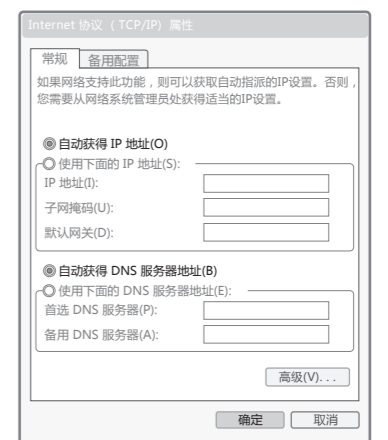 Internet 协议 （TCP/IP) 属性
常规 备用配置
如果网络支持此功能，则可以获取自动指派的IP设置。否则，
您需要从网络系统管理员处获得适当的IP设置。
自动获得 IP 地址(O)
使用下面的 IP 地址(S):
IP 地址(I):
子网掩码(U):
默认网关(D):
自动获得 DNS 服务器地址(B)
使用下面的 DNS 服务器地址(E):
首选 DNS 服务器(P):
备用 DNS 服务器(A):
高级(V). . .
确定 取消